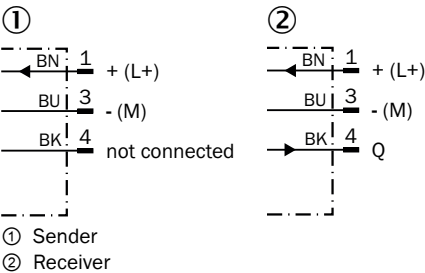 ① ②
BN 1 + (L+) BN 1 + (L+)
BU 3 - (M) BU 3 - (M)
BK 4 not connected BK 4 Q
① Sender
② Receiver